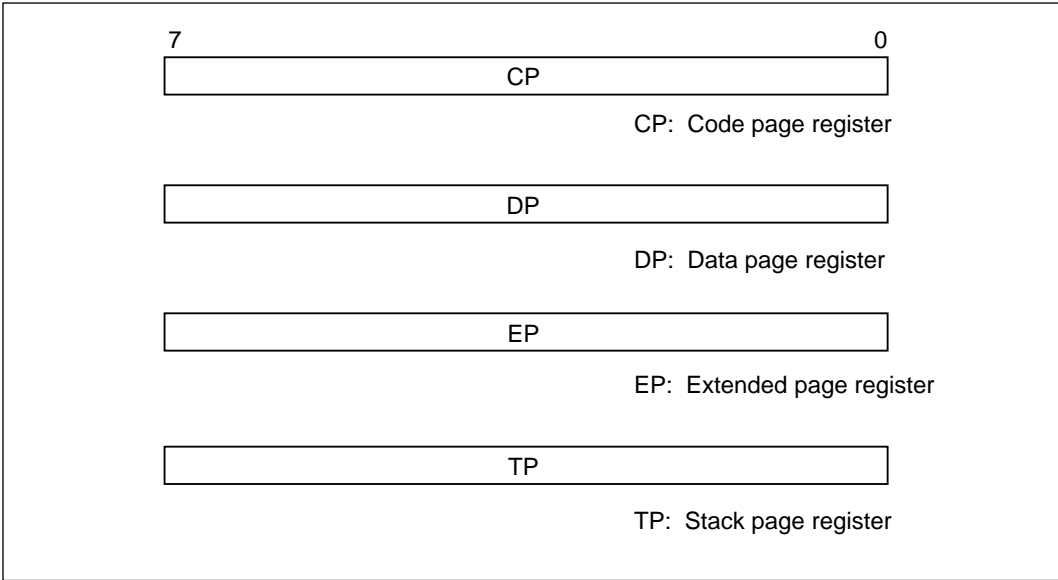 7 0
CP
CP: Code page register
DP
DP: Data page register
EP
EP: Extended page register
TP
TP: Stack page register